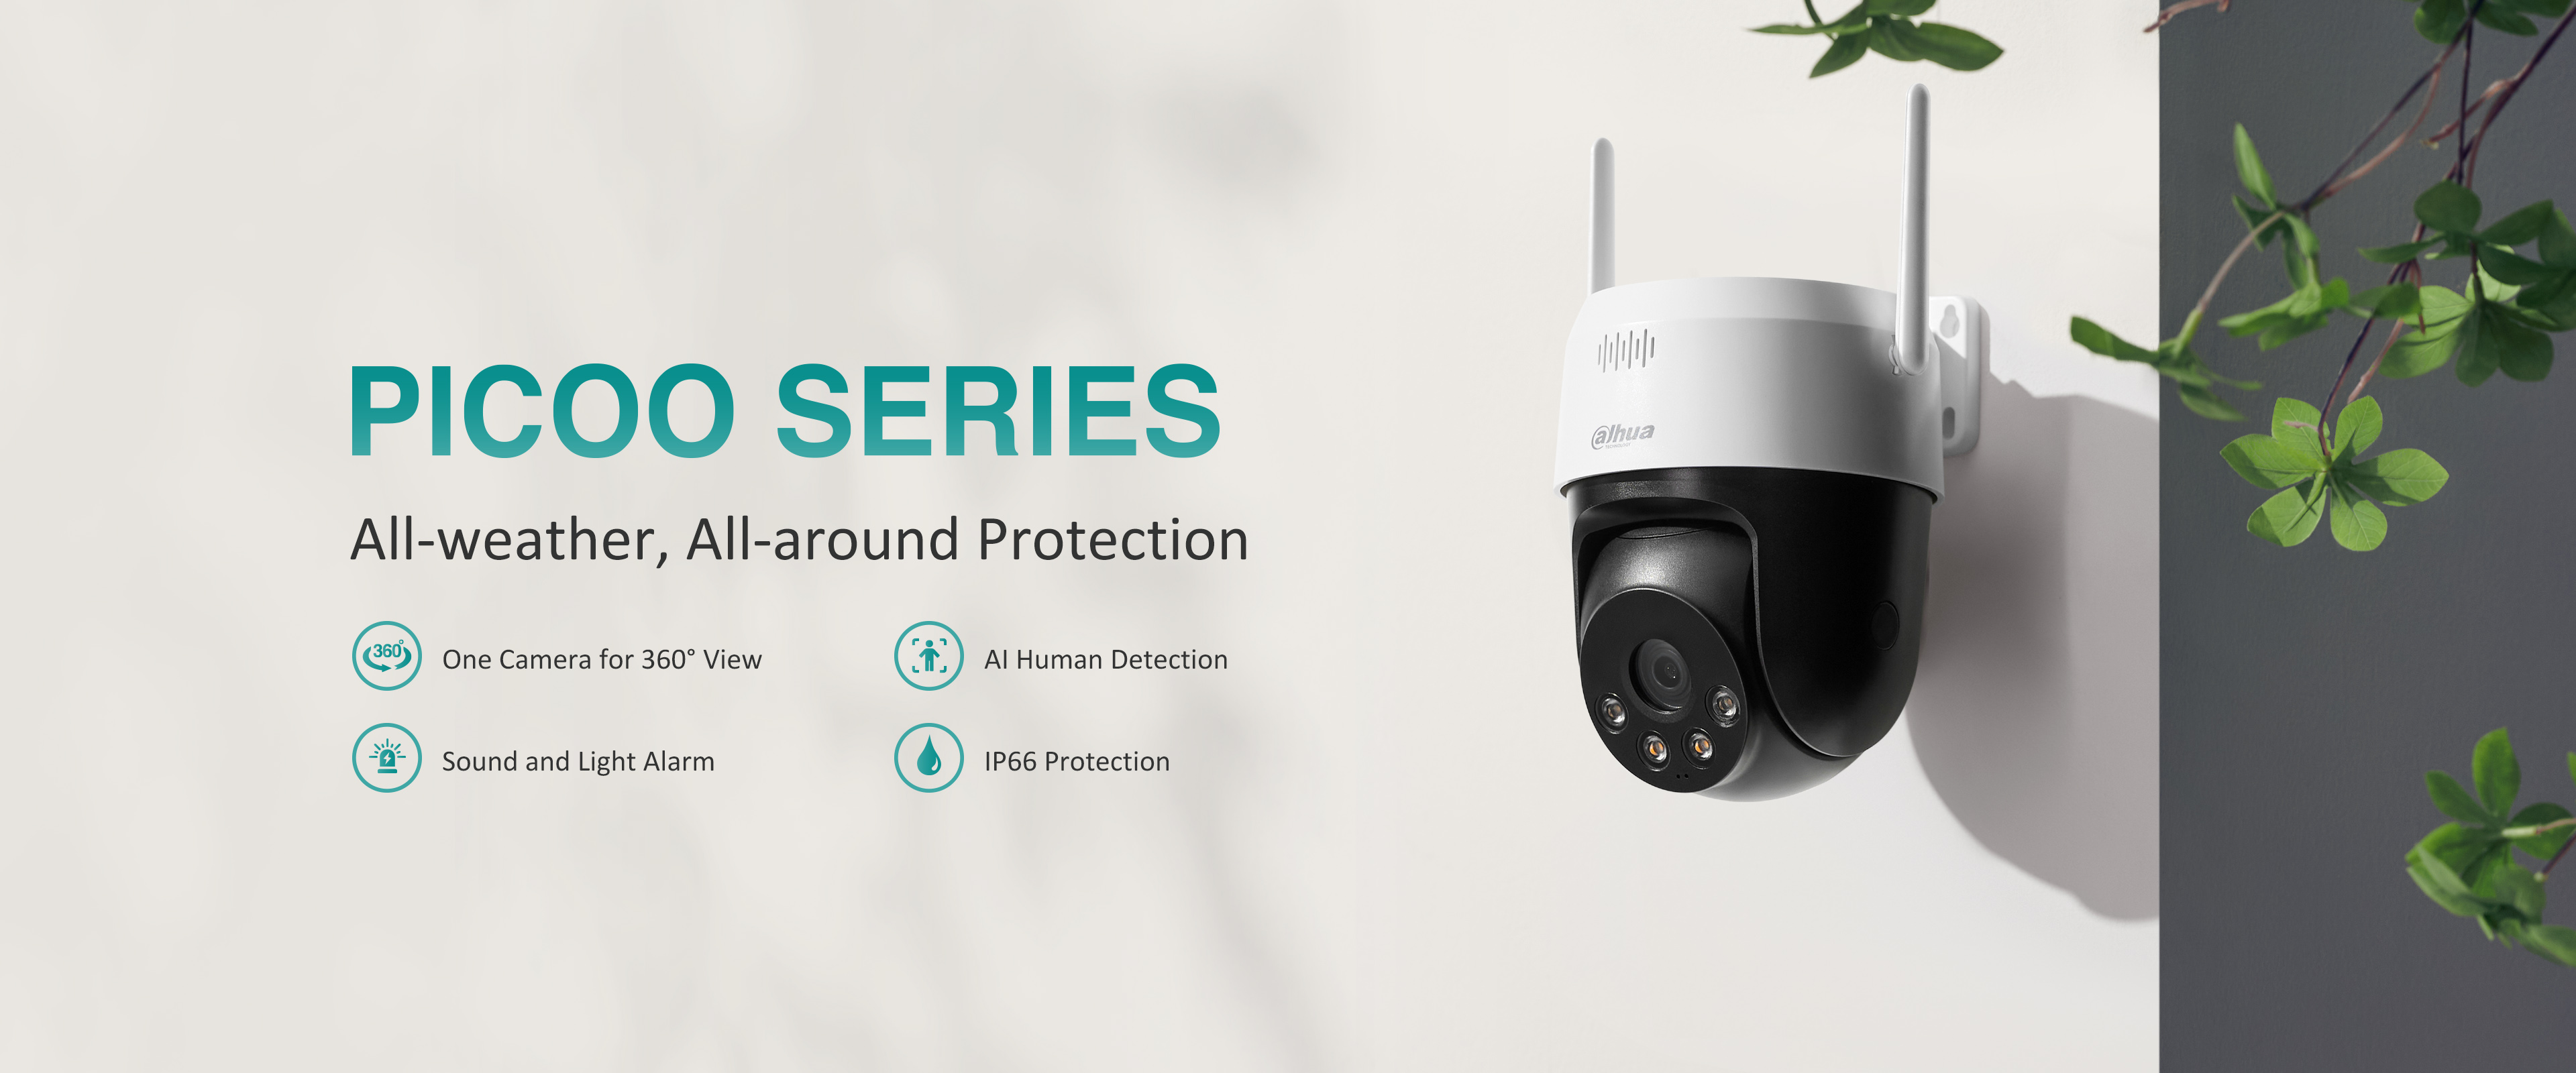 PICOO SERIES
All-weather, All-around Protection
360°
One Camera for 360° View
AI Human Detection
Sound and Light Alarm
IP66 Protection
alhua
TECHNOLOGY